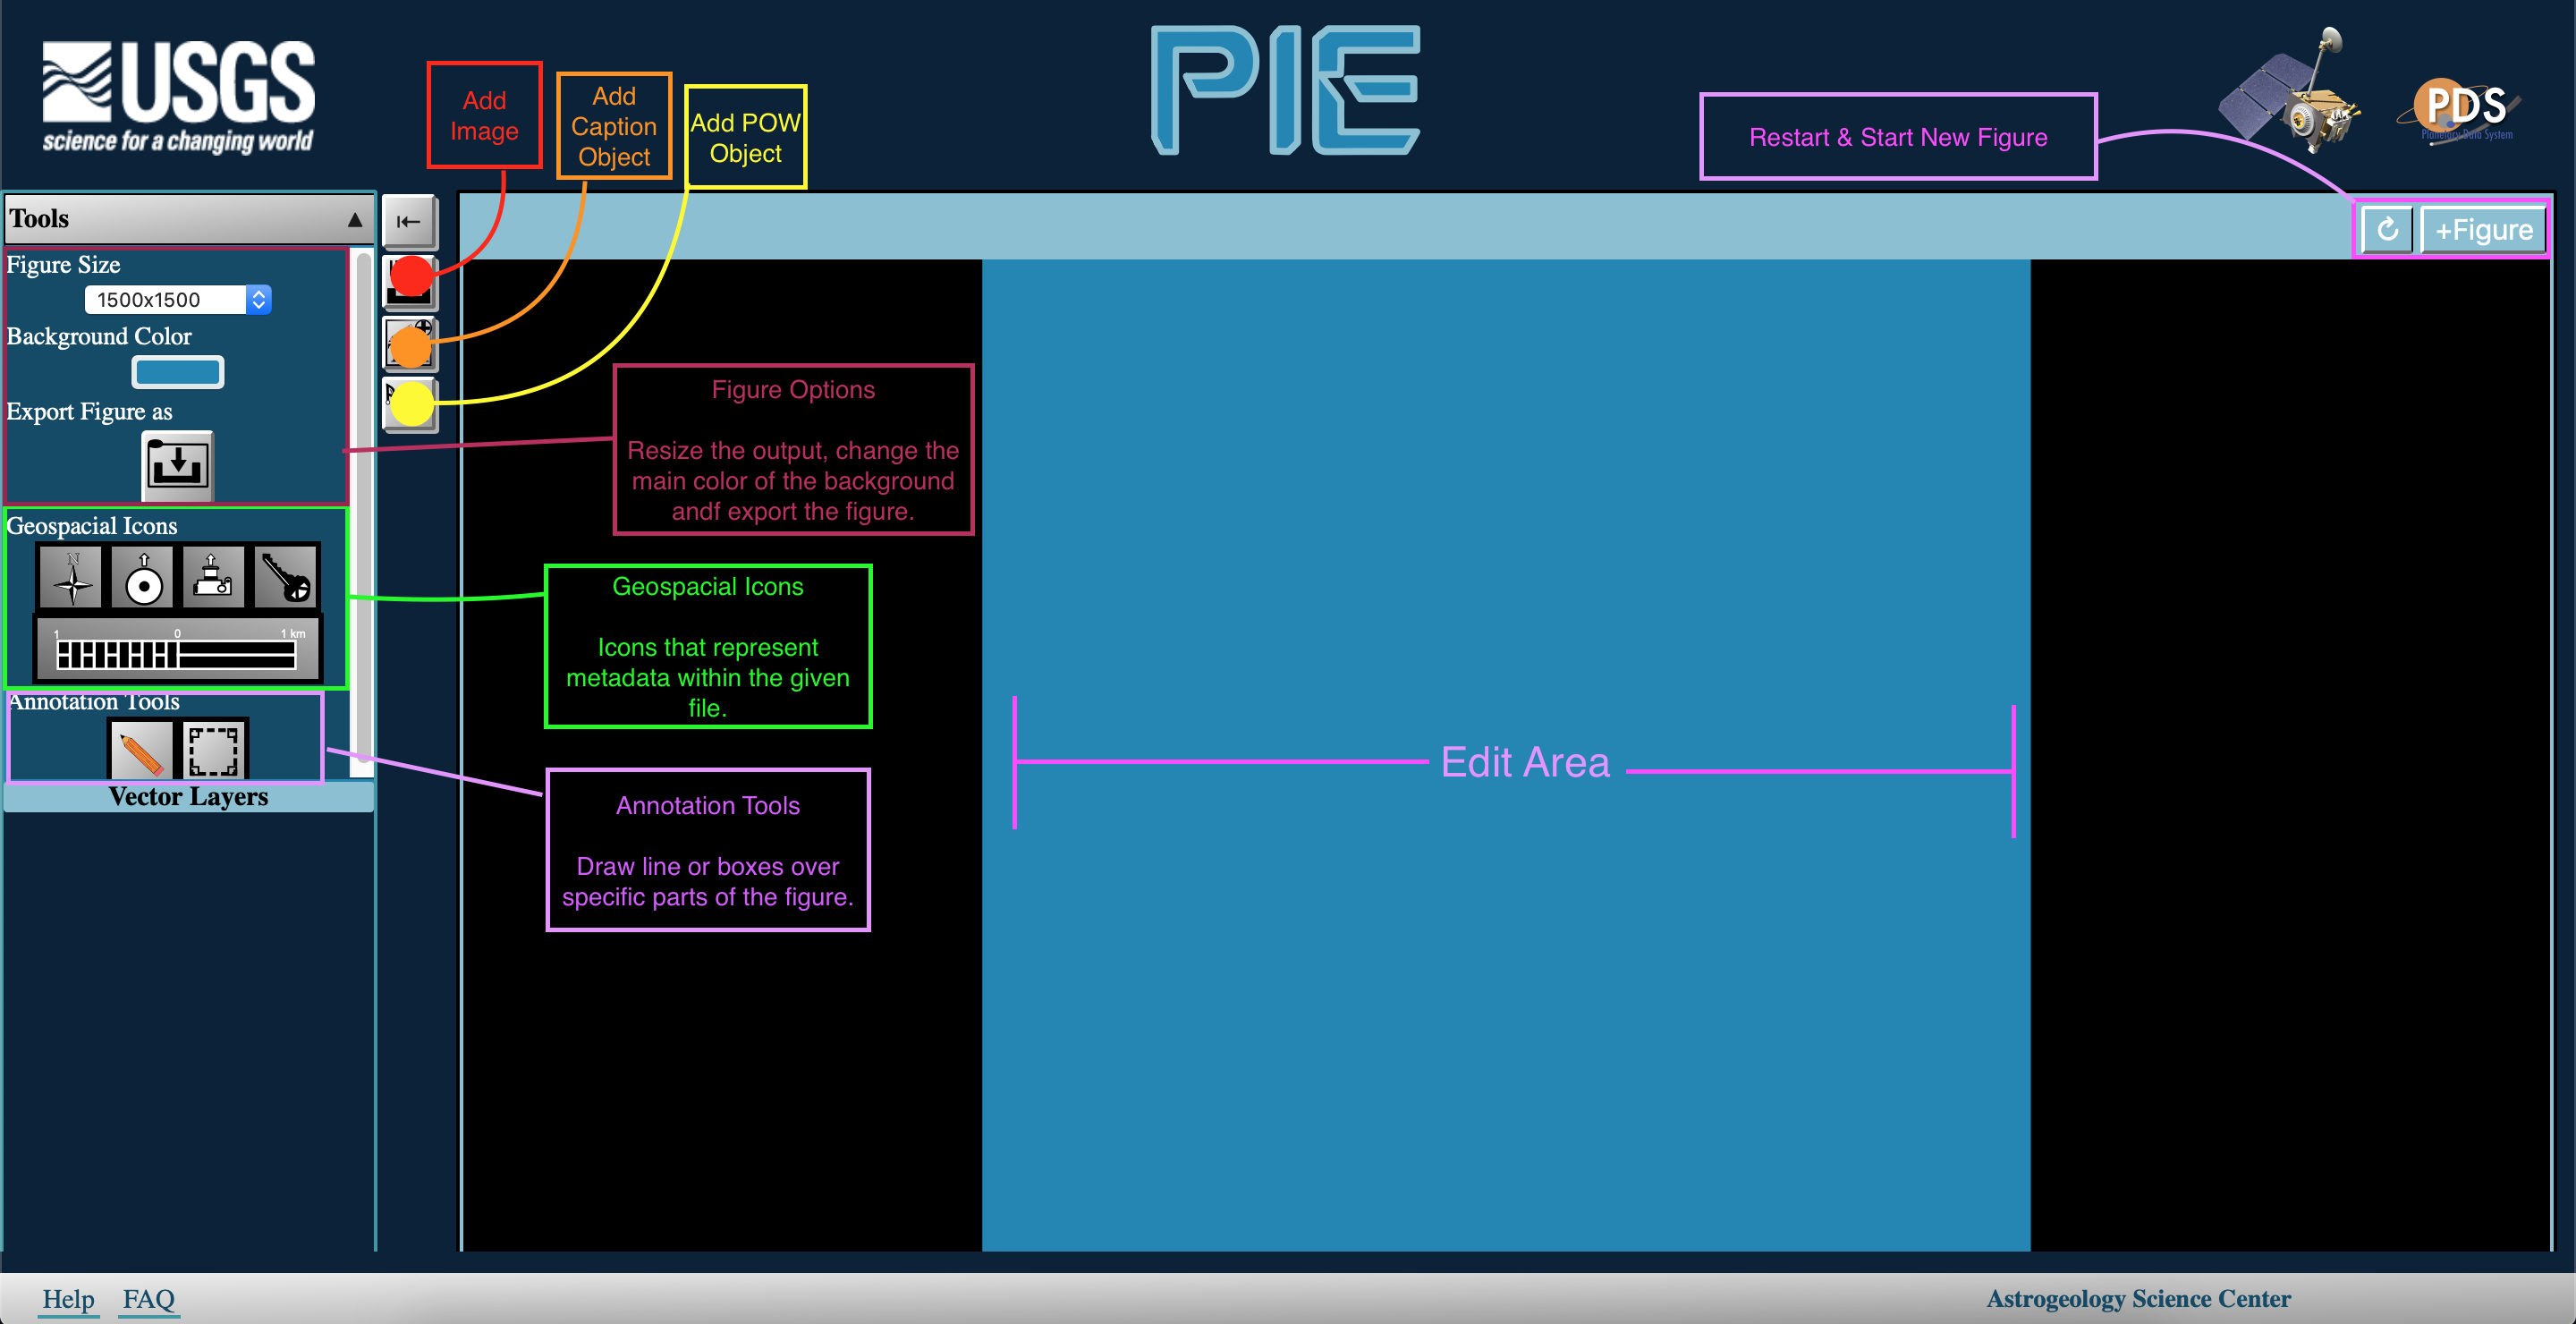 USGS
science for a changing world
PIE
PDS
Planetary Data System
Add
Image
Add
Caption
Object
Add POW
Object
Restart & Start New Figure
Tools
+Figure
Figure Size
1500x1500
Background Color
Export Figure as
Figure Options
Resize the output, change the
main color of the background
andf export the figure.
Geospacial Icons
N
1 0 1 km
Geospacial Icons
Icons that represent
metadata within the given
file.
Annotation Tools
Vector Layers
Annotation Tools
Draw line or boxes over
specific parts of the figure.
Edit Area
Help FAQ
Astrogeology Science Center